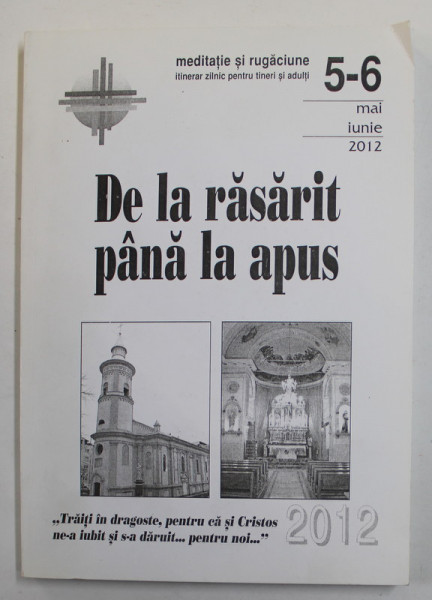 meditație și rugăciune
itinerar zilnic pentru tineri și adulți
5-6
mai
iunie
2012
De la răsărit
până la apus
„Trăiți în dragoste, pentru că și Cristos
ne-a iubit și s-a dăruit... pentru noi...”
2012